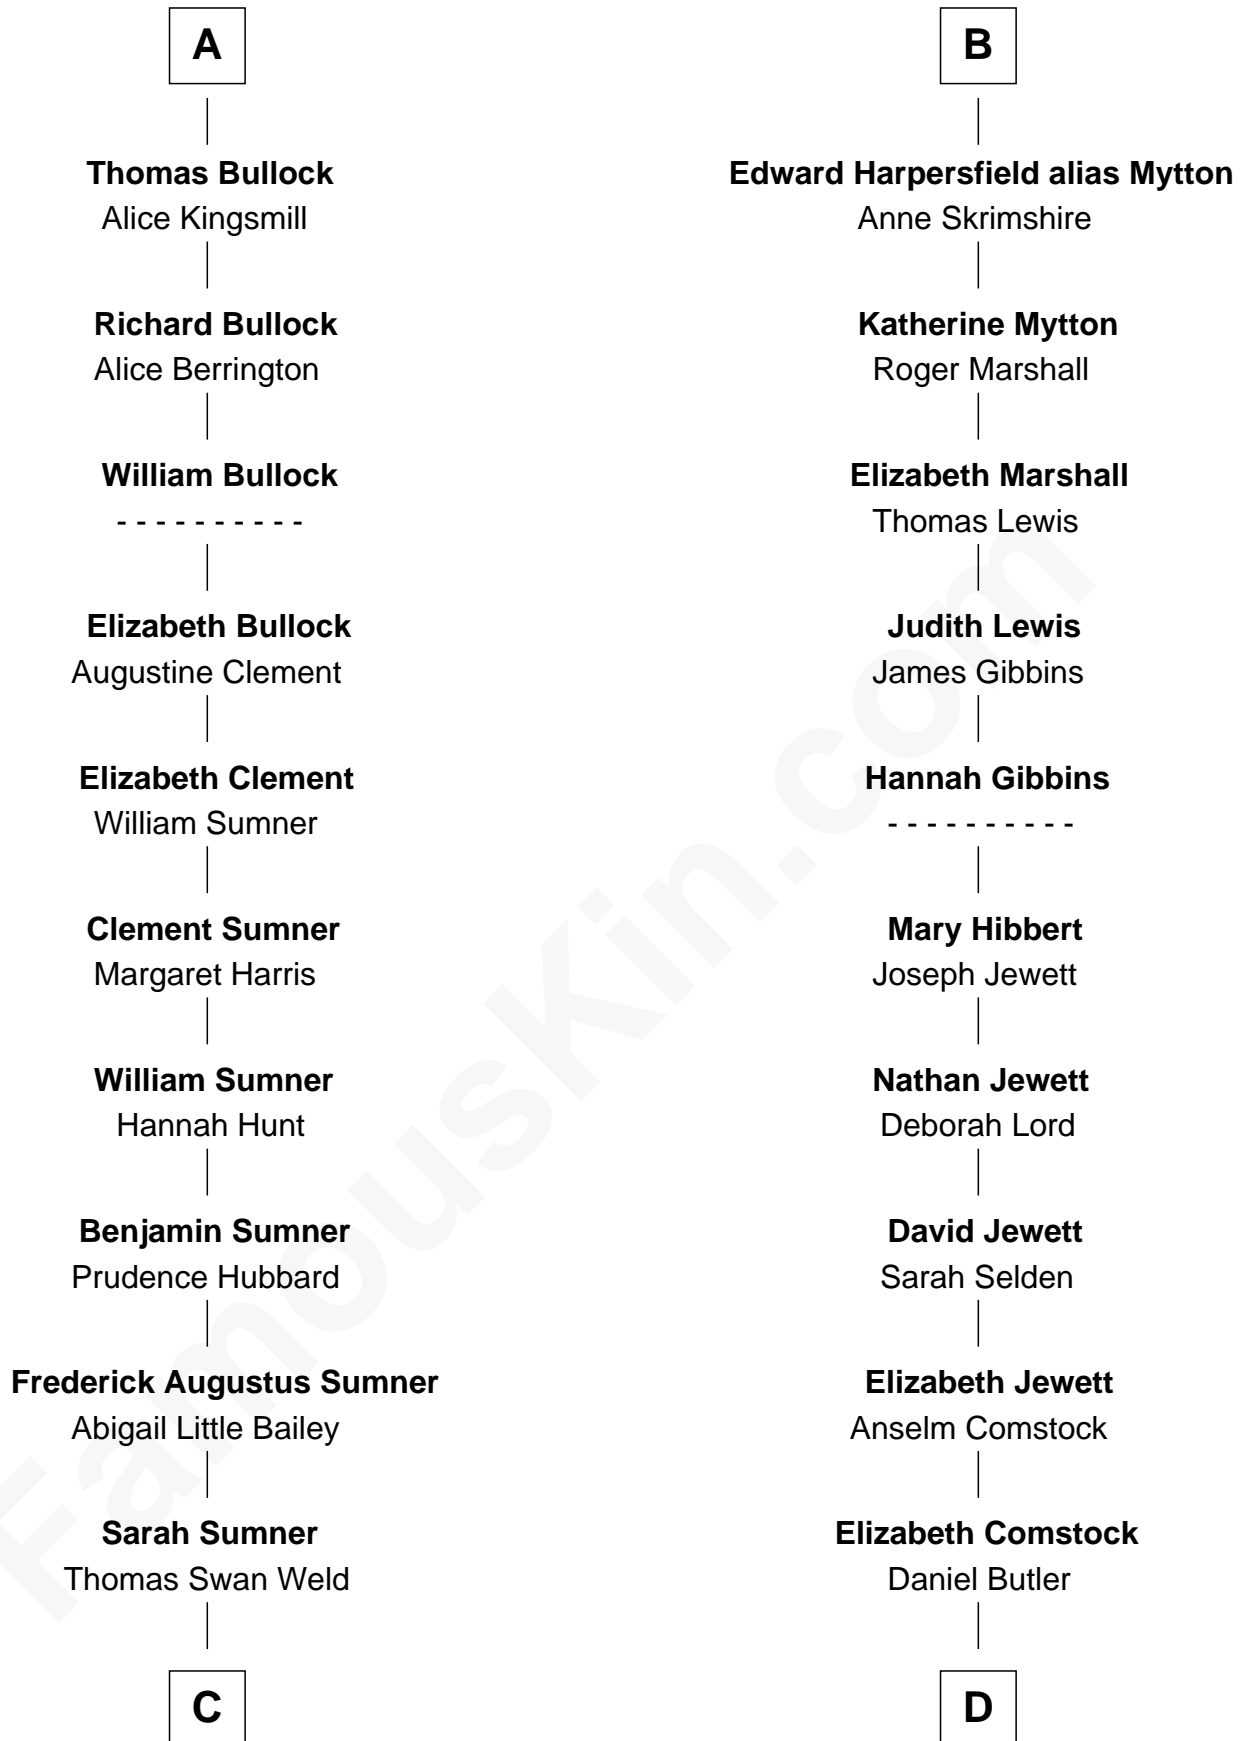 A
Thomas Bullock
Alice Kingsmill
Richard Bullock
Alice Berrington
William Bullock
- - - - - - - - - -
Elizabeth Bullock
Augustine Clement
Elizabeth Clement
William Sumner
Clement Sumner
Margaret Harris
William Sumner
Hannah Hunt
Benjamin Sumner
Prudence Hubbard
Frederick Augustus Sumner
Abigail Little Bailey
Sarah Sumner
Thomas Swan Weld
C
B
Edward Harpersfield alias Mytton
Anne Skrimshire
Katherine Mytton
Roger Marshall
Elizabeth Marshall
Thomas Lewis
Judith Lewis
James Gibbins
Hannah Gibbins
- - - - - - - - - -
Mary Hibbert
Joseph Jewett
Nathan Jewett
Deborah Lord
David Jewett
Sarah Selden
Elizabeth Jewett
Anselm Comstock
Elizabeth Comstock
Daniel Butler
D
FamousKin.com